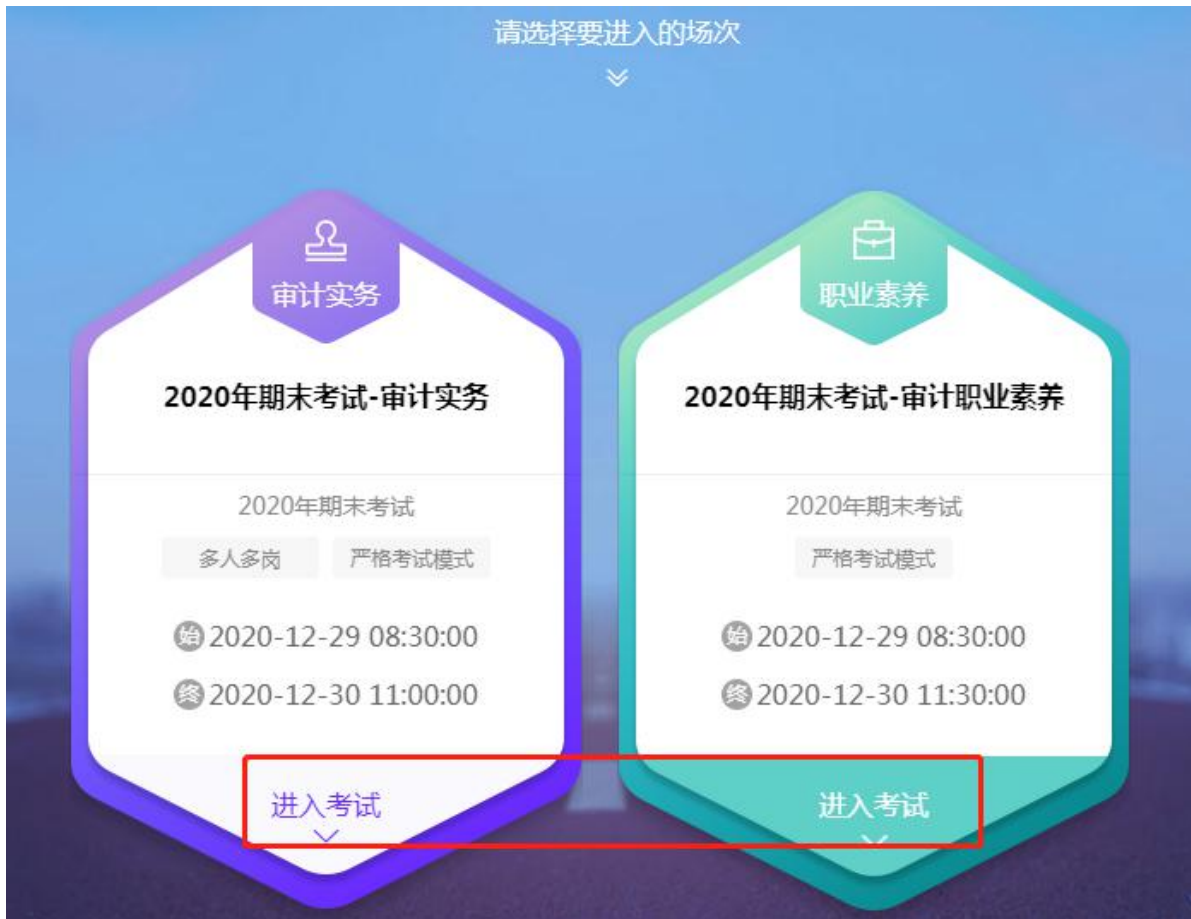 请选择要进入的场次
审计实务
2020年期末考试-审计实务
2020年期末考试
多人多岗 严格考试模式
始 2020-12-29 08:30:00
终 2020-12-30 11:00:00
进入考试
职业素养
2020年期末考试-审计职业素养
2020年期末考试
严格考试模式
始 2020-12-29 08:30:00
终 2020-12-30 11:30:00
进入考试